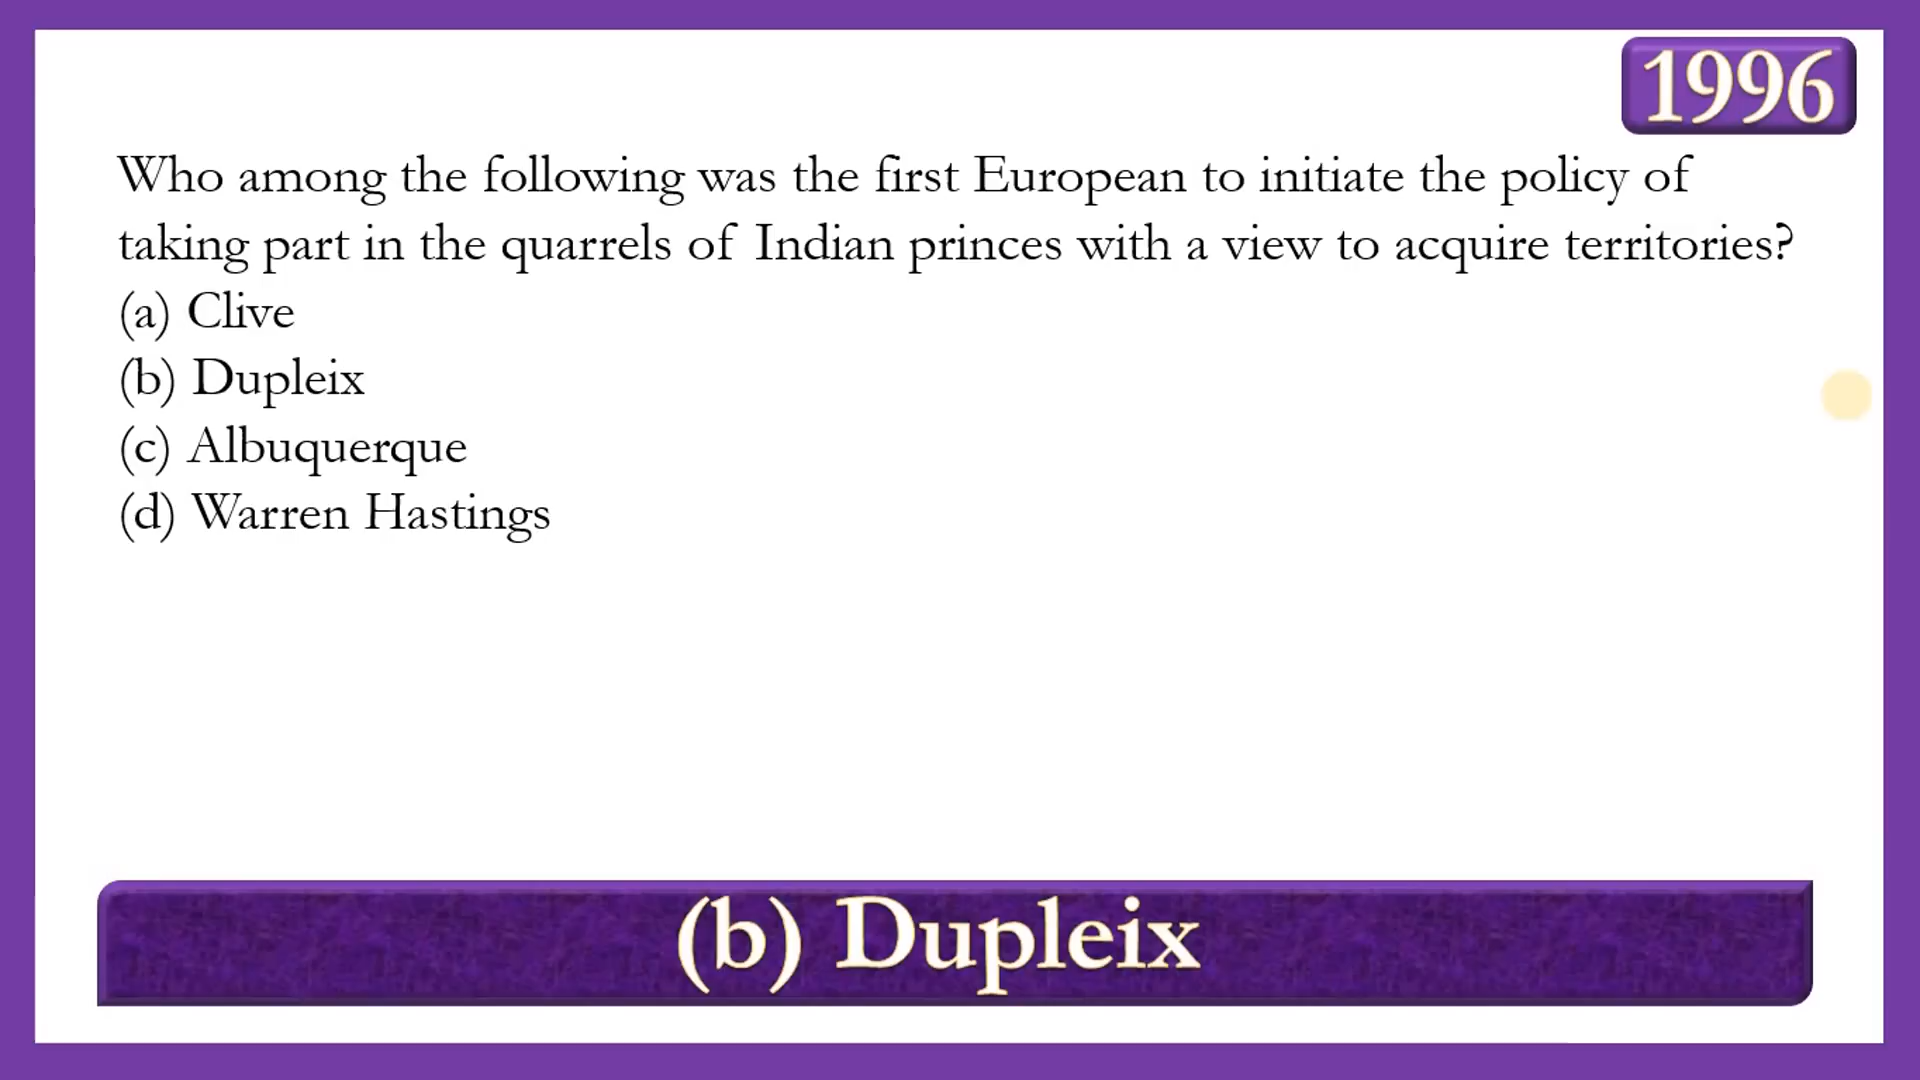 1996
Who among the following was the first European to initiate the policy of
taking part in the quarrels of Indian princes with a view to acquire territories?
(a) Clive
(b) Dupleix
(c) Albuquerque
(d) Warren Hastings
(b) Dupleix